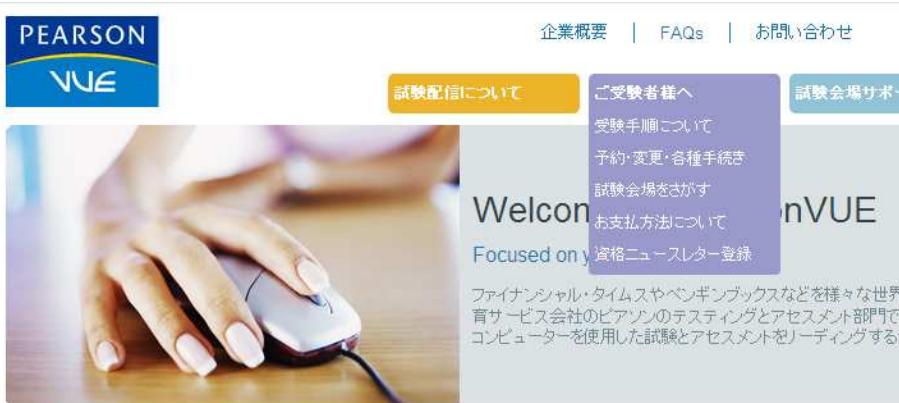 PEARSON
VUE
企業概要 | FAQs | お問い合わせ
試験配信について
ご受験者様へ
試験会場サポー
受験手順について
予約・変更・各種手続き
試験会場をさがす
お支払方法について
資格ニュースレター登録
Welcom
onVUE
Focused on y
ファイナンシャル・タイムスやペンギンブックスなどを様々な世界
育サービス会社のピアソンのテスティングとアセスメント部門で
コンピューターを使用した試験とアセスメントをリーディングする